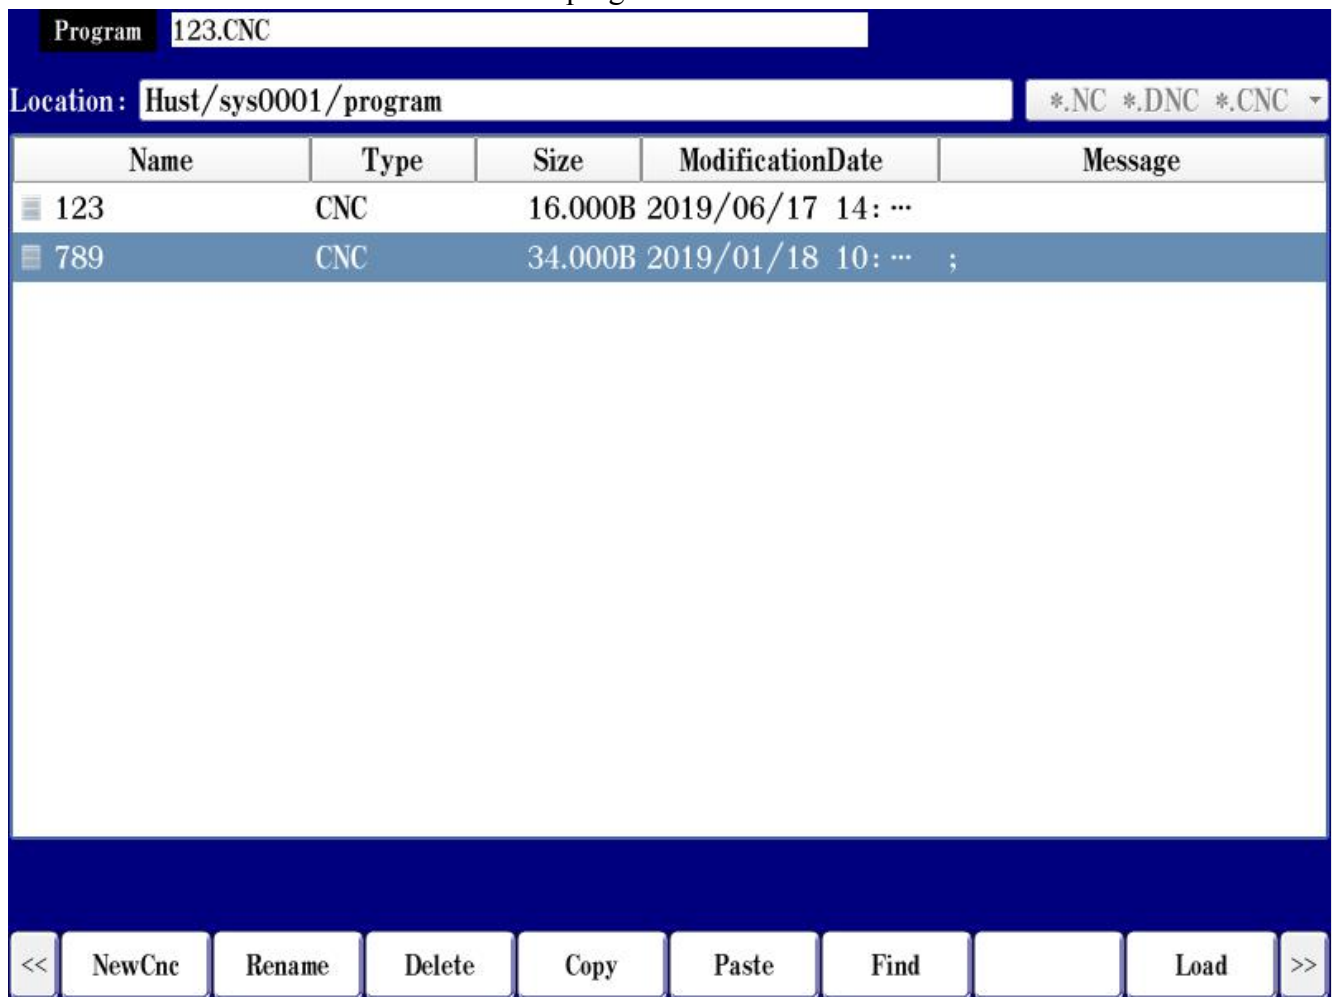 Program 123.CNC
Location: Hust/sys0001/program *.NC *.DNC *.CNC
Name Type Size ModificationDate Message
123 CNC 16.000B 2019/06/17 14:…
789 CNC 34.000B 2019/01/18 10:… ;
<< NewCnc Rename Delete Copy Paste Find Load >>